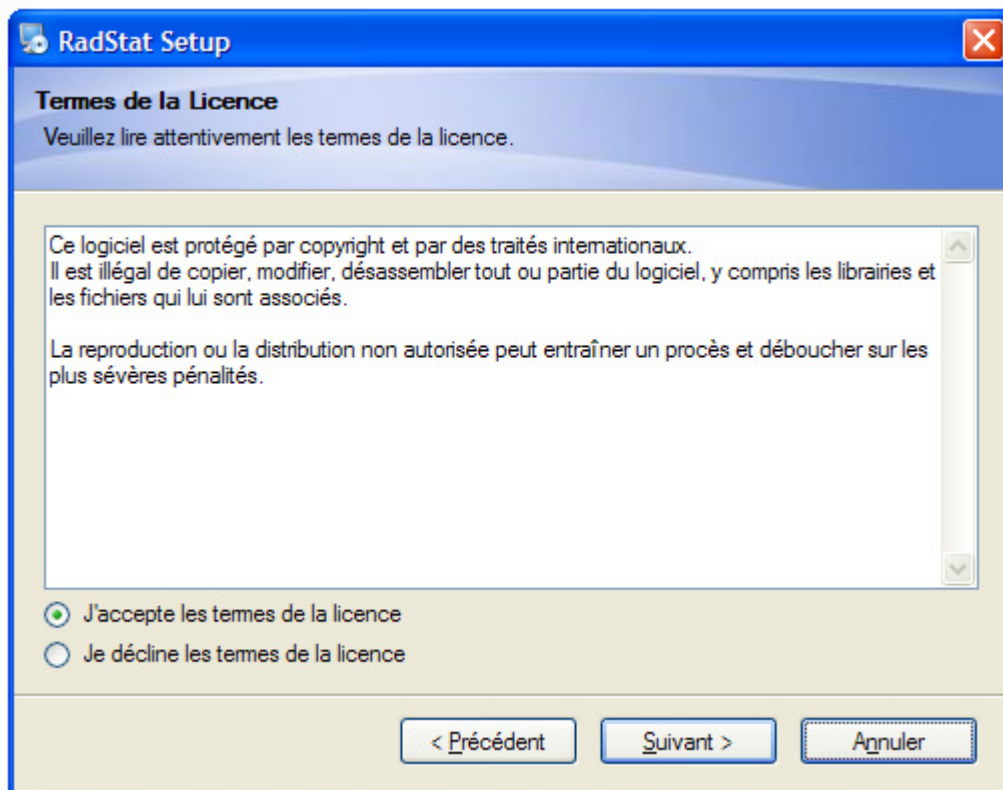 RadStat Setup
Termes de la Licence
Veuillez lire attentivement les termes de la licence.
Ce logiciel est protégé par copyright et par des traités internationaux.
Il est illégal de copier, modifier, désassembler tout ou partie du logiciel, y compris les librairies et
les fichiers qui lui sont associés.
La reproduction ou la distribution non autorisée peut entraîner un procès et déboucher sur les
plus sévères pénalités.
J'accepte les termes de la licence
Je décline les termes de la licence
< Précédent
Suivant >
Annuler